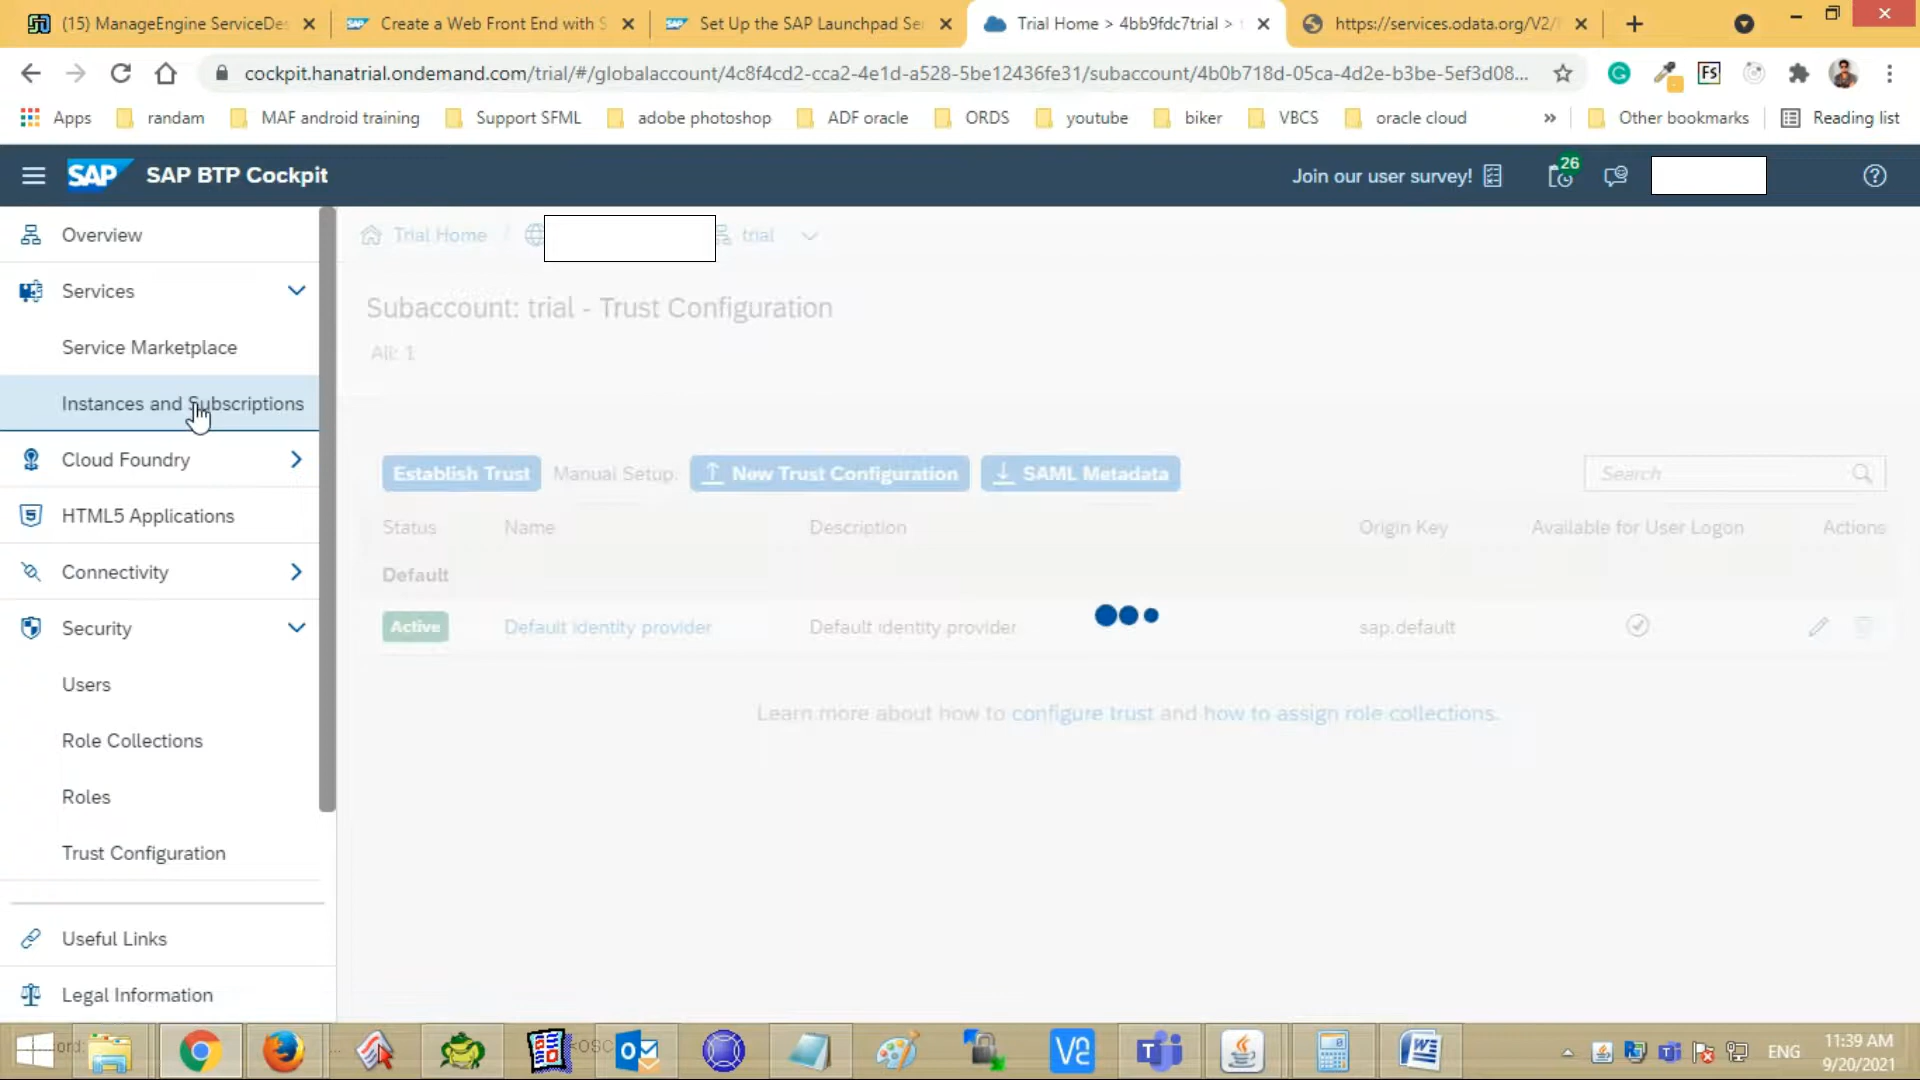 (15) ManageEngine ServiceDes
Create a Web Front End with S
Set Up the SAP Launchpad Se
Trial Home > 4bb9fdc7trial >
https://services.odata.org/V2/
cockpit.hanatrial.ondemand.com/trial/#/globalaccount/4c8f4cd2-cca2-4e1d-a528-5be12436fe31/subaccount/4b0b718d-05ca-4d2e-b3be-5ef3d08...
Apps
randam
MAF android training
Support SFML
adobe photoshop
ADF oracle
ORDS
youtube
biker
VBCS
oracle cloud
»
Other bookmarks
Reading list
SAP
SAP BTP Cockpit
Join our user survey!
26
Overview
Services
Service Marketplace
Instances and Subscriptions
Cloud Foundry
HTML5 Applications
Connectivity
Security
Users
Role Collections
Roles
Trust Configuration
Useful Links
Legal Information
Trial Home /
trial
Subaccount: trial - Trust Configuration
All: 1
Establish Trust
Manual Setup:
New Trust Configuration
SAML Metadata
Search
Status
Name
Description
Origin Key
Available for User Logon
Actions
Default
Active
Default identity provider
Default identity provider
sap.default
Learn more about how to configure trust and how to assign role collections.
ENG
11:39 AM
9/20/2021